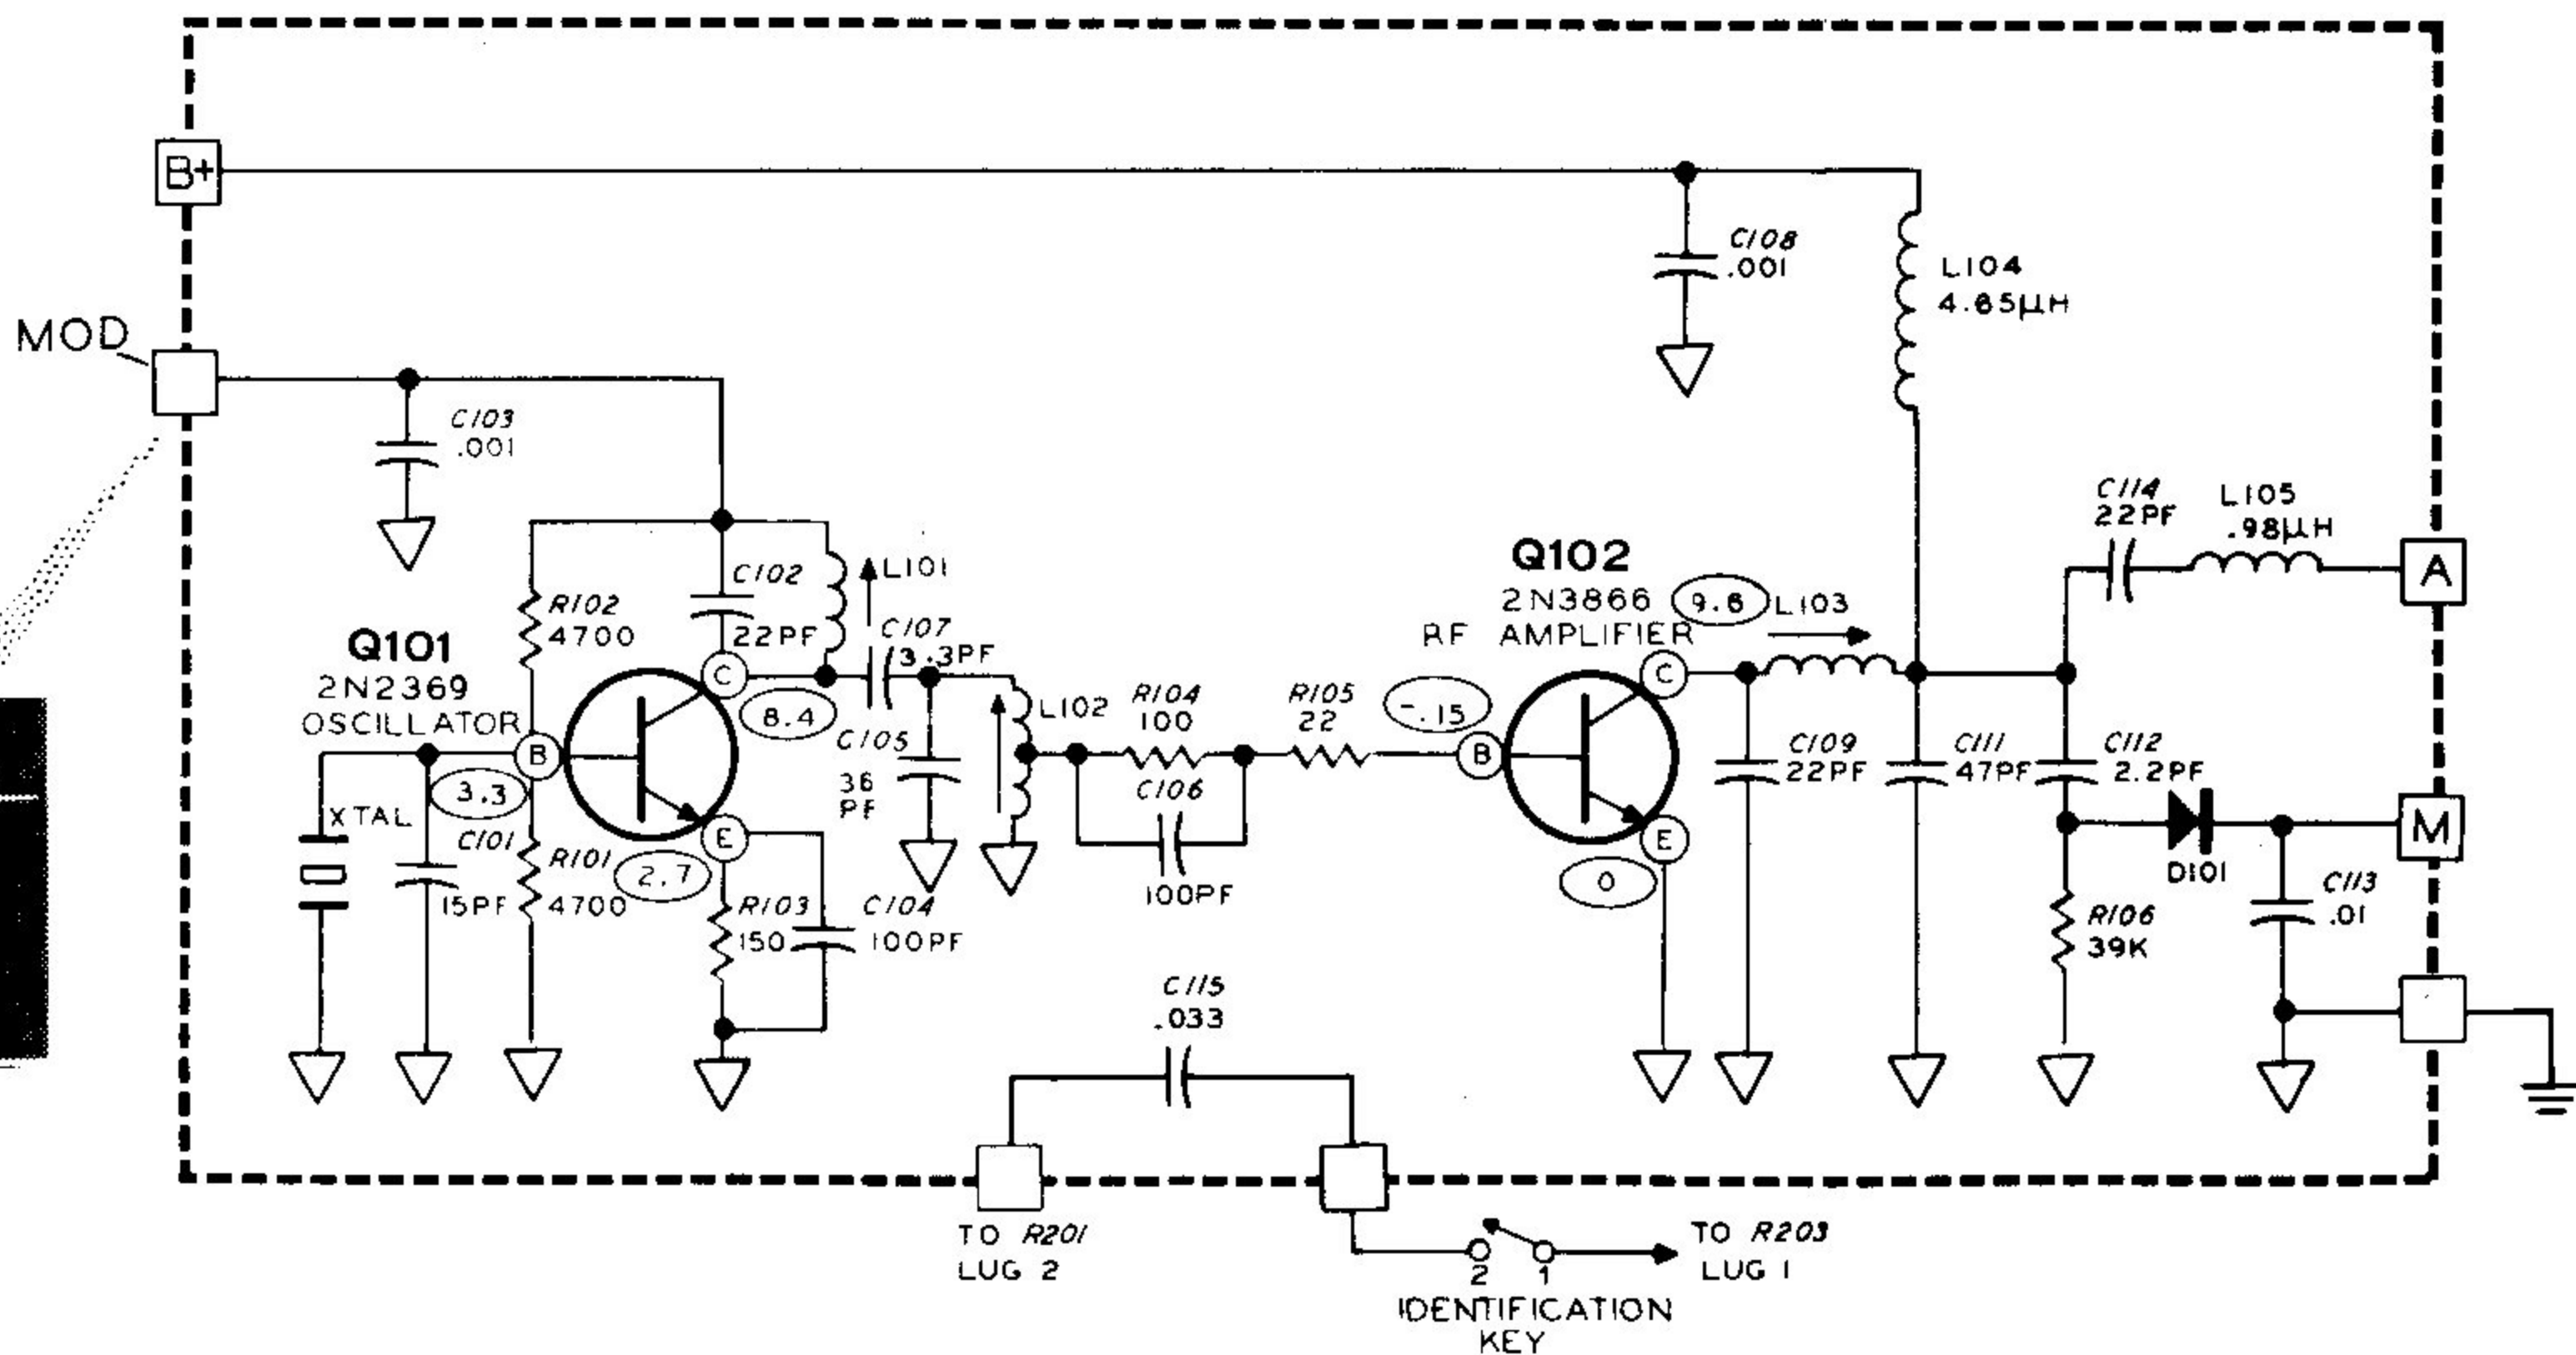 B+
C108
.001
L104
4.65µH
MOD
C103
.001
C114
22PF
L105
.98µH
A
Q101
2N2369
OSCILLATOR
R102
4700
C102
22PF
L101
C107
3.3PF
C
8.4
B
3.3
XTAL
C101
15PF
R101
4700
E
2.7
R103
150
C104
100PF
C105
36
PF
L102
R104
100
C106
100PF
R105
22
Q102
2N3866
RF AMPLIFIER
9.6
L103
-.15
B
C
E
0
C109
22PF
C111
47PF
C112
2.2PF
D101
M
R106
39K
C113
.01
C115
.033
TO R201
LUG 2
2 1
TO R203
LUG 1
IDENTIFICATION
KEY